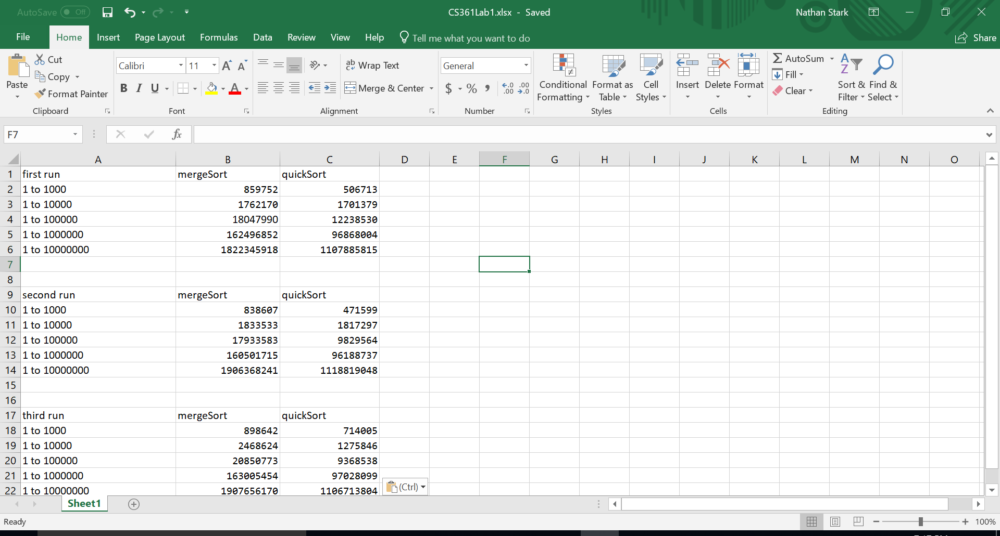 AutoSave Off CS361Lab1.xlsx - Saved Nathan Stark
File Home Insert Page Layout Formulas Data Review View Help Tell me what you want to do Share
Paste
Cut
Copy
Format Painter
Clipboard
Calibri 11 A A
B I U A
Font
ab c Wrap Text
Merge & Center
Alignment
General
$ % , .0 .00 .00 .0
Number
Conditional Formatting
Format as Table
Cell Styles
Styles
Insert Delete Format
Cells
AutoSum
Fill
Clear
A Z
Sort & Filter
Find & Select
Editing
F7 fx
A B C D E F G H I J K L M N O
1 first run mergeSort quickSort
2 1 to 1000 859752 506713
3 1 to 10000 1762170 1701379
4 1 to 100000 18047990 12238530
5 1 to 1000000 162496852 96868004
6 1 to 10000000 1822345918 1107885815
7
8
9 second run mergeSort quickSort
10 1 to 1000 838607 471599
11 1 to 10000 1833533 1817297
12 1 to 100000 17933583 9829564
13 1 to 1000000 160501715 96188737
14 1 to 10000000 1906368241 1118819048
15
16
17 third run mergeSort quickSort
18 1 to 1000 898642 714005
19 1 to 10000 2468624 1275846
20 1 to 100000 20850773 9368538
21 1 to 1000000 163005454 97028099
22 1 to 10000000 1907656170 1106713804 (Ctrl)
Sheet1
Ready 100%